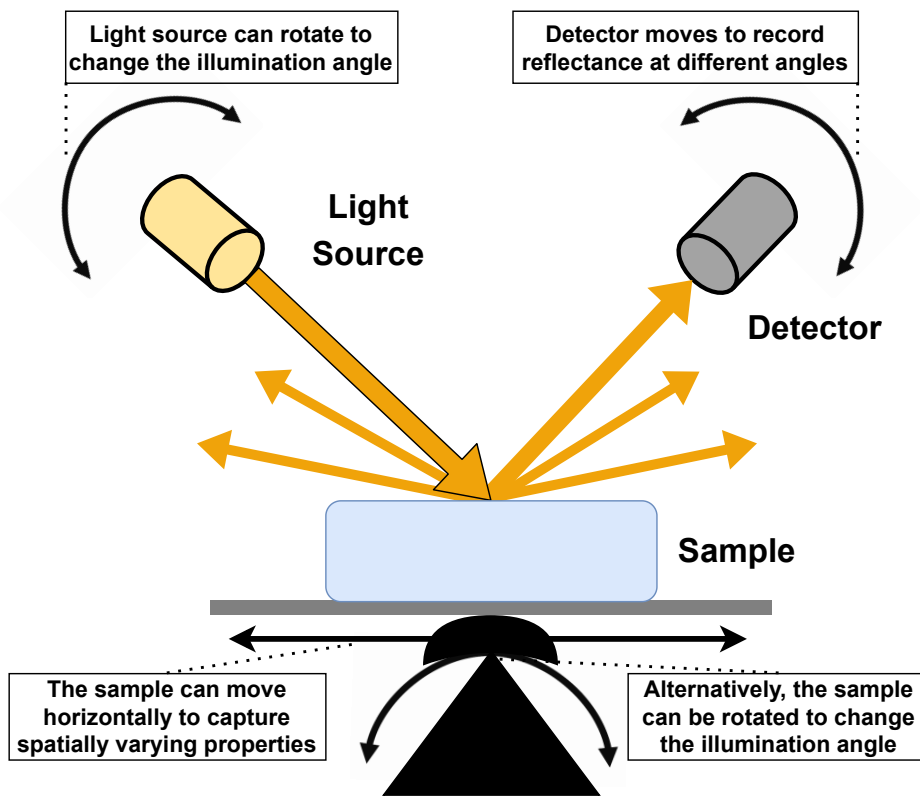 Light source can rotate to
change the illumination angle
Detector moves to record
reflectance at different angles
Light
Source
Detector
Sample
The sample can move
horizontally to capture
spatially varying properties
Alternatively, the sample
can be rotated to change
the illumination angle